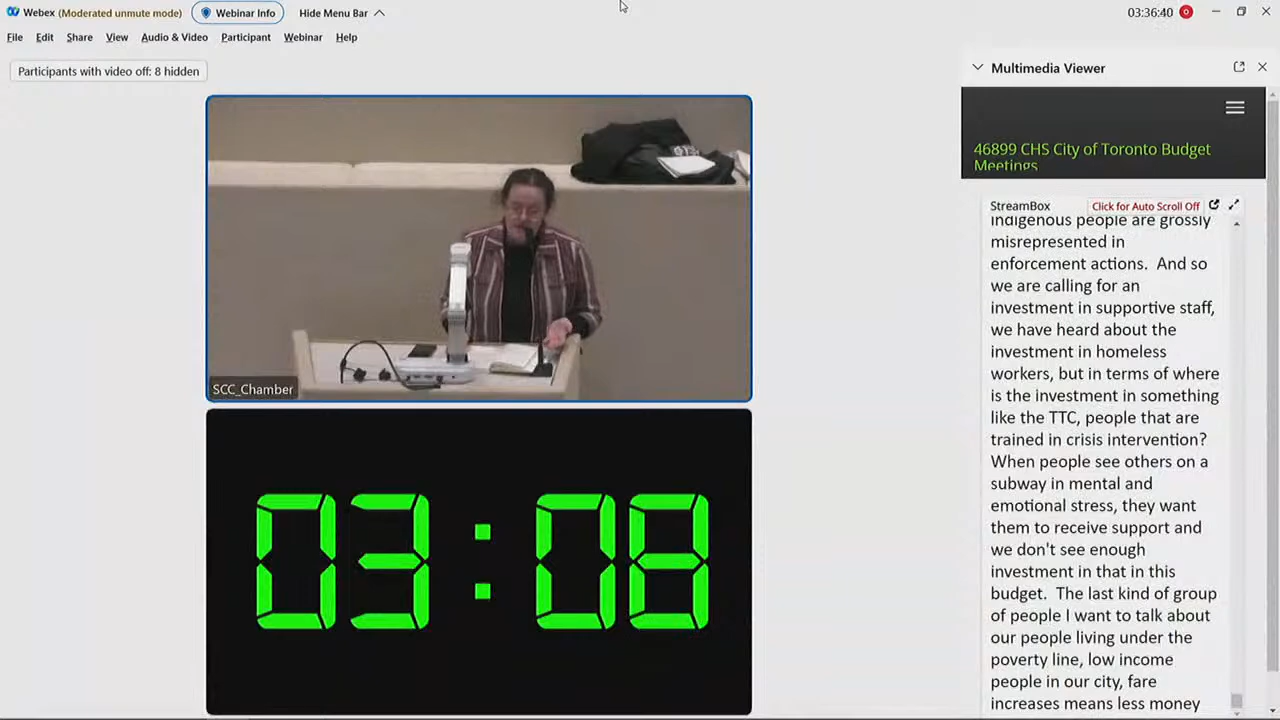 Webex (Moderated unmute mode) Webinar Info Hide Menu Bar 03:36:40
File Edit Share View Audio & Video Participant Webinar Help
Participants with video off: 8 hidden
SCC_Chamber
03:08
Multimedia Viewer
46899 CHS City of Toronto Budget
Meetings
StreamBox Click for Auto Scroll Off
indigenous people are grossly
misrepresented in
enforcement actions. And so
we are calling for an
investment in supportive staff,
we have heard about the
investment in homeless
workers, but in terms of where
is the investment in something
like the TTC, people that are
trained in crisis intervention?
When people see others on a
subway in mental and
emotional stress, they want
them to receive support and
we don't see enough
investment in that in this
budget. The last kind of group
of people I want to talk about
our people living under the
poverty line, low income
people in our city, fare
increases means less money